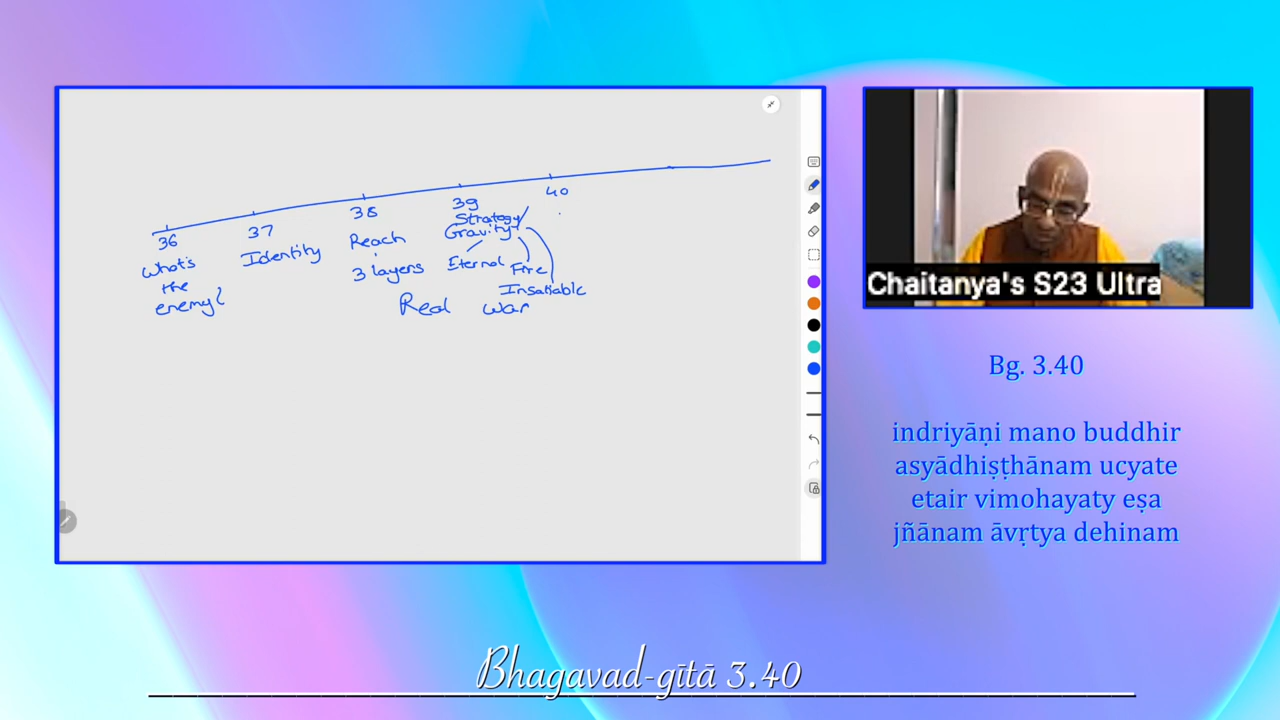 36
What's
the
enemy?
37
Identity
38
Reach
3 layers
39
Strategy/
Gravity
Eternal
Fire
Insatiable
40
Real war
Chaitanya's S23 Ultra
Bg. 3.40
indriyāṇi mano buddhir
asyādhiṣṭhānam ucyate
etair vimohayaty eṣa
jñānam āvṛtya dehinam
Bhagavad-gītā 3.40